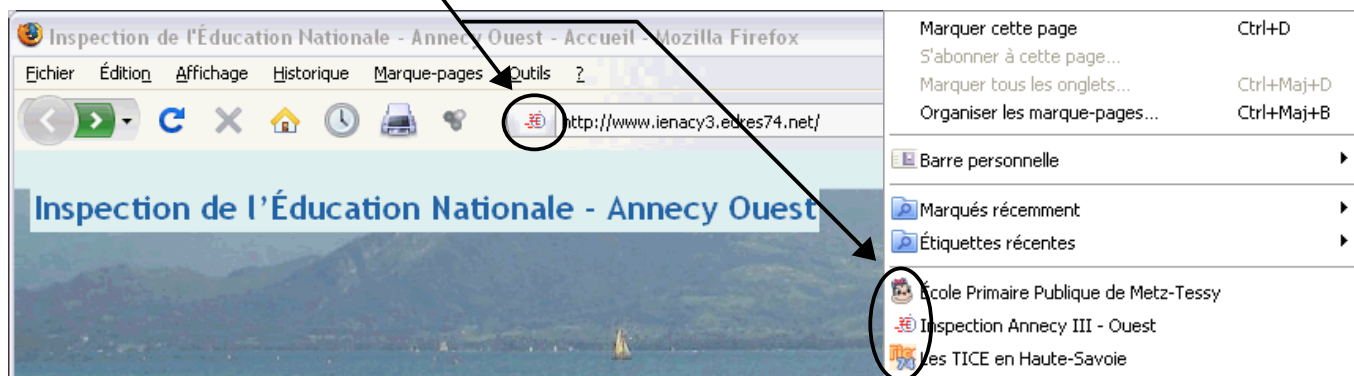 Inspection de l'Éducation Nationale - Annecy Ouest - Accueil - Mozilla Firefox
Fichier Édition Affichage Historique Marque-pages Outils ?
http://www.ienacy3.edres74.net/
Inspection de l'Éducation Nationale - Annecy Ouest
Marquer cette page Ctrl+D
S'abonner à cette page...
Marquer tous les onglets... Ctrl+Maj+D
Organiser les marque-pages... Ctrl+Maj+B
Barre personnelle
Marqués récemment
Étiquettes récentes
École Primaire Publique de Metz-Tessy
Inspection Annecy III - Ouest
Les TICE en Haute-Savoie